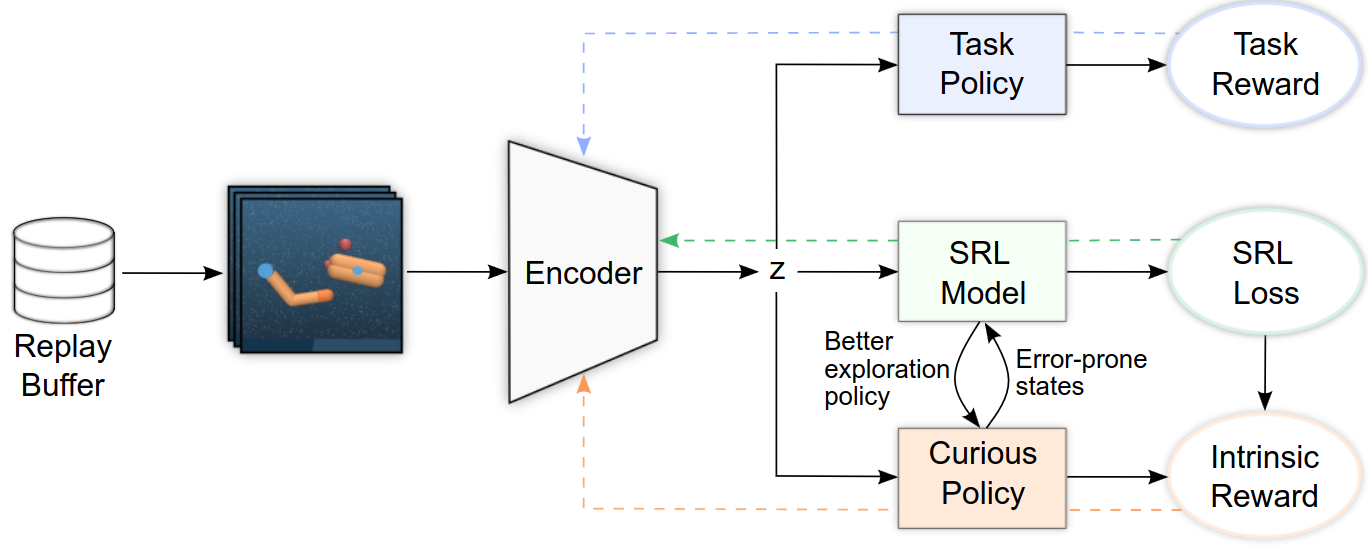 Task
Policy
Task
Reward
Replay
Buffer
Encoder
z
SRL
Model
SRL
Loss
Better
exploration
policy
Error-prone
states
Curious
Policy
Intrinsic
Reward